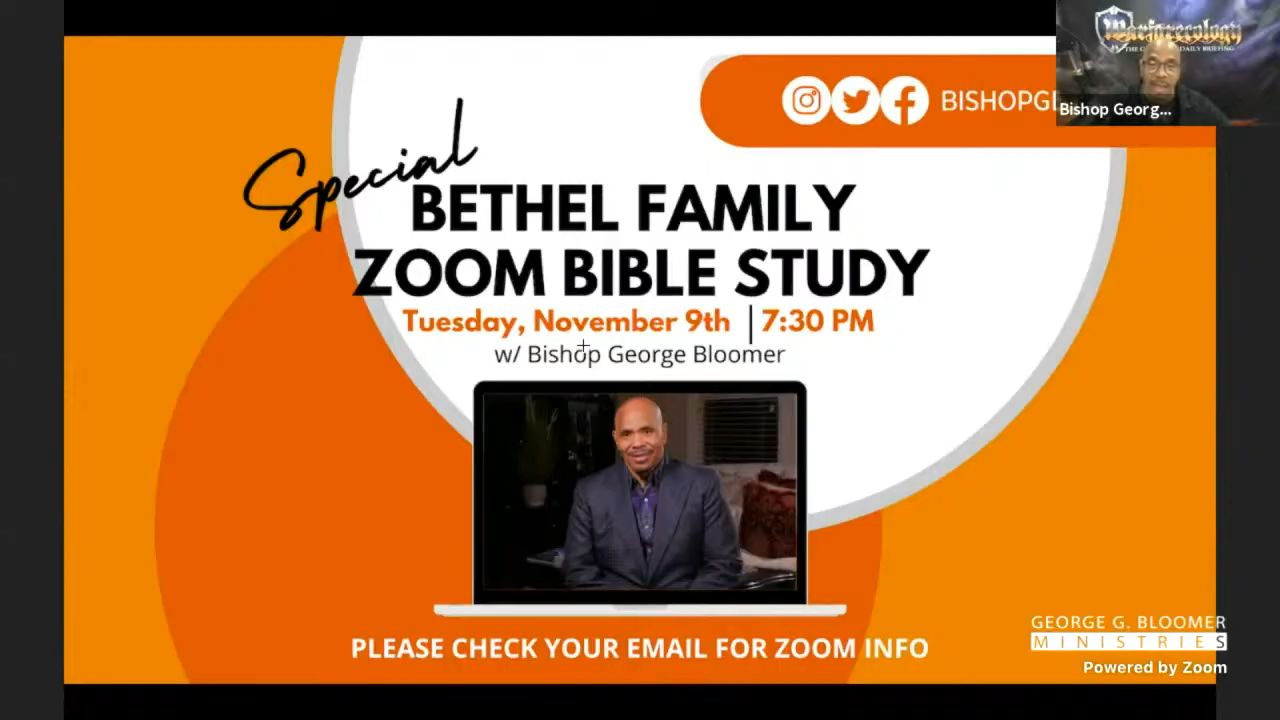 BISHOPGE
Bishop Georg...
Special
BETHEL FAMILY
ZOOM BIBLE STUDY
Tuesday, November 9th | 7:30 PM
w/ Bishop George Bloomer
PLEASE CHECK YOUR EMAIL FOR ZOOM INFO
GEORGE G. BLOOMER
MINISTRIES
Powered by Zoom